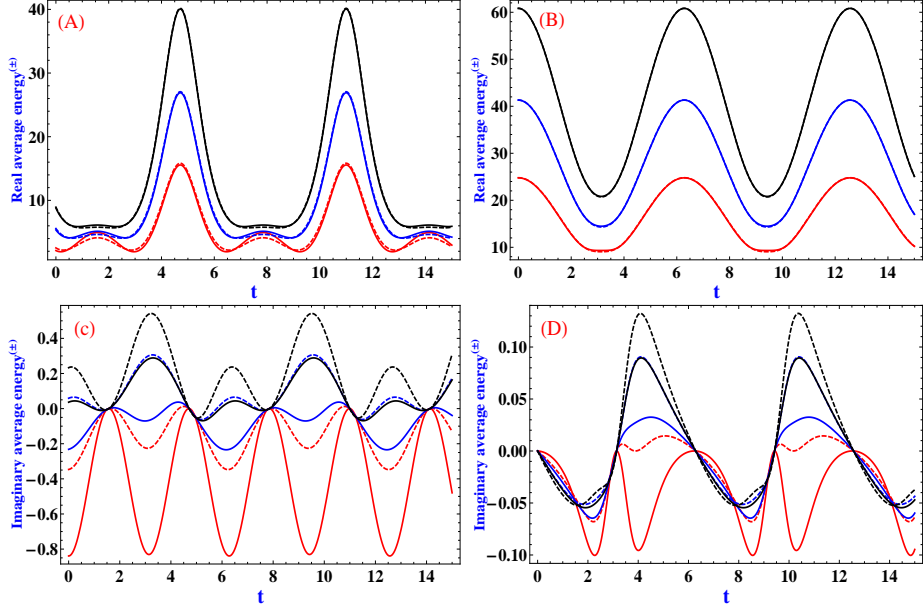 (A)
Real average energy(±)
40
30
20
10
0 2 4 6 8 10 12 14
t
(B)
Real average energy(±)
60
50
40
30
20
10
0 2 4 6 8 10 12 14
t
(c)
Imaginary average energy(±)
0.4
0.2
0.0
−0.2
−0.4
−0.6
−0.8
0 2 4 6 8 10 12 14
t
(D)
Imaginary average energy(±)
0.10
0.05
0.00
−0.05
−0.10
0 2 4 6 8 10 12 14
t